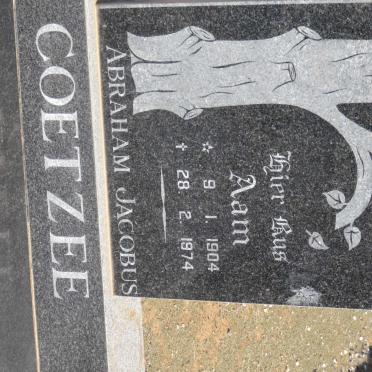 Hier Rus
Aam
☆ 9. 1. 1904
✝ 28. 2. 1974
ABRAHAM JACOBUS
COETZEE